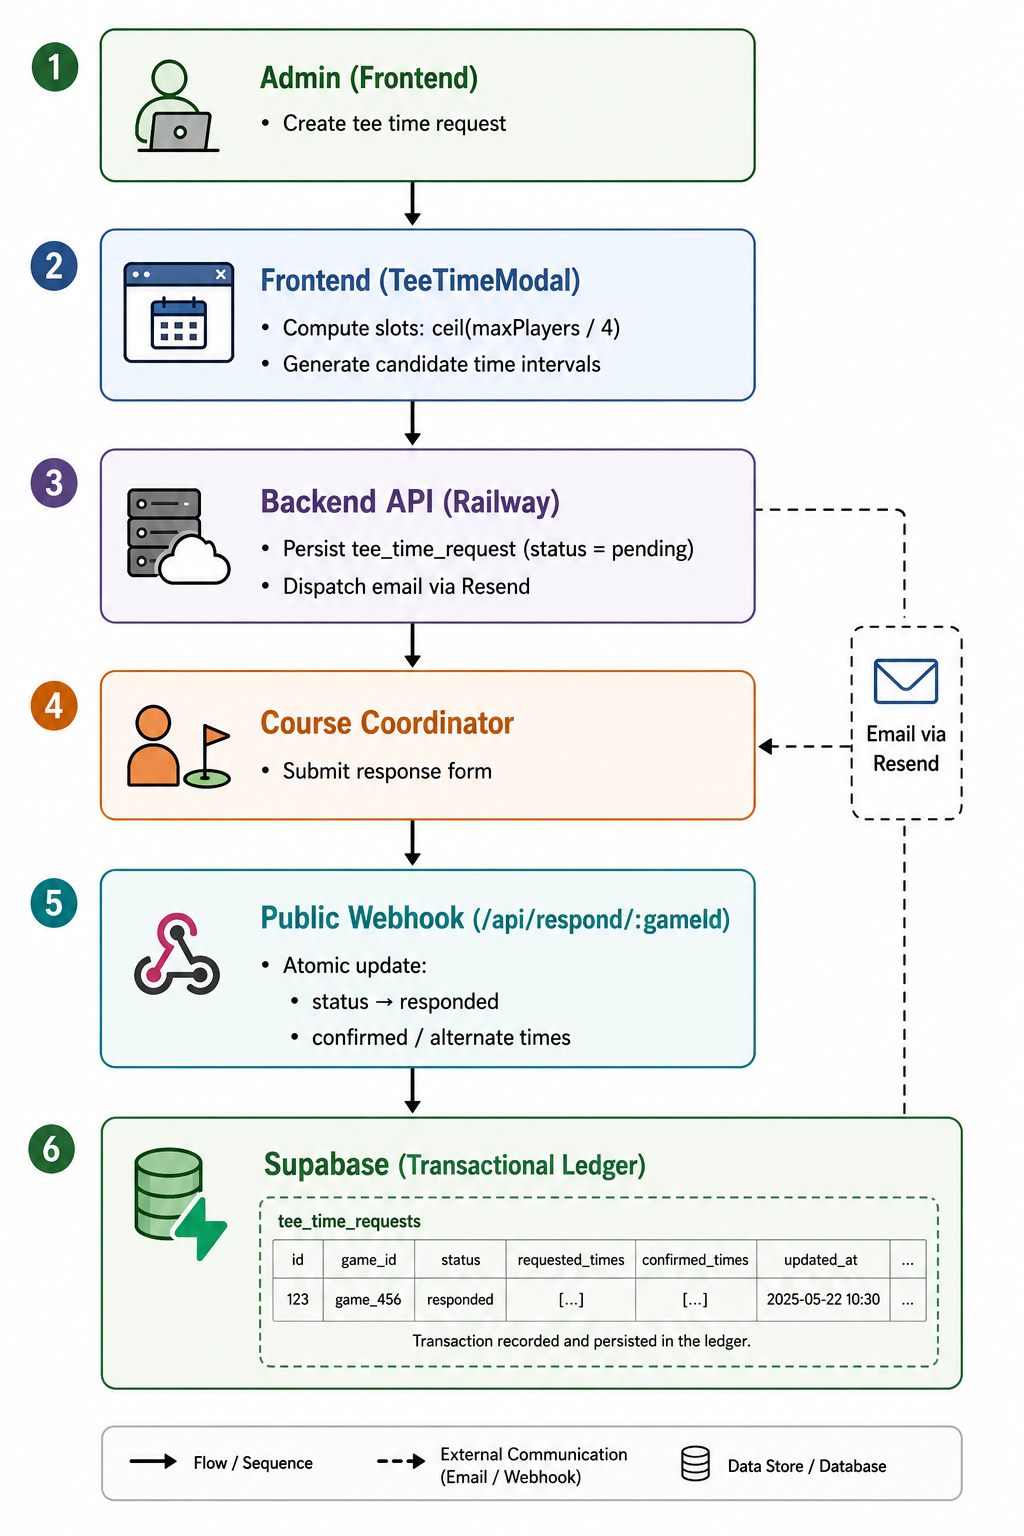 1
Admin (Frontend)
• Create tee time request
2
Frontend (TeeTimeModal)
• Compute slots: ceil(maxPlayers / 4)
• Generate candidate time intervals
3
Backend API (Railway)
• Persist tee_time_request (status = pending)
• Dispatch email via Resend
4
Course Coordinator
• Submit response form
Email via
Resend
5
Public Webhook (/api/respond/:gameId)
• Atomic update:
• status → responded
• confirmed / alternate times
6
Supabase (Transactional Ledger)
tee_time_requests
id game_id status requested_times confirmed_times updated_at ...
123 game_456 responded [...] [...] 2025-05-22 10:30 ...
Transaction recorded and persisted in the ledger.
Flow / Sequence
External Communication
(Email / Webhook)
Data Store / Database